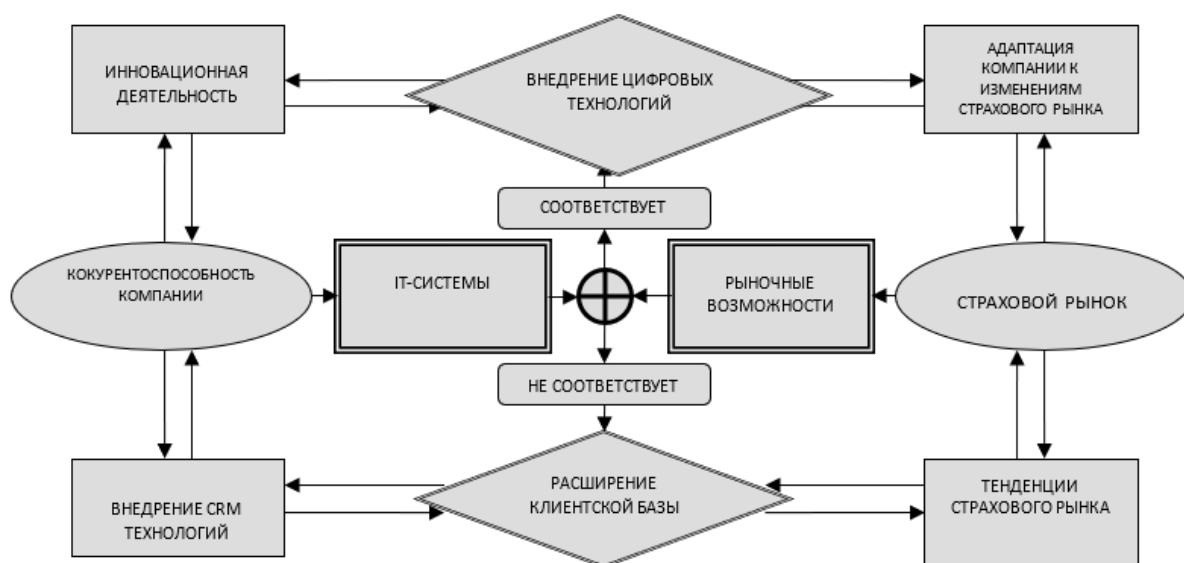 ИННОВАЦИОННАЯ
ДЕЯТЕЛЬНОСТЬ
ВНЕДРЕНИЕ ЦИФРОВЫХ
ТЕХНОЛОГИЙ
АДАПТАЦИЯ
КОМПАНИИ К
ИЗМЕНЕНИЯМ
СТРАХОВОГО РЫНКА
СООТВЕТСТВУЕТ
КОКУРЕНТОСПОСОБНОСТЬ
КОМПАНИИ
IT-СИСТЕМЫ
РЫНОЧНЫЕ
ВОЗМОЖНОСТИ
СТРАХОВОЙ РЫНОК
НЕ СООТВЕТСТВУЕТ
ВНЕДРЕНИЕ CRM
ТЕХНОЛОГИЙ
РАСШИРЕНИЕ
КЛИЕНТСКОЙ БАЗЫ
ТЕНДЕНЦИИ
СТРАХОВОГО РЫНКА